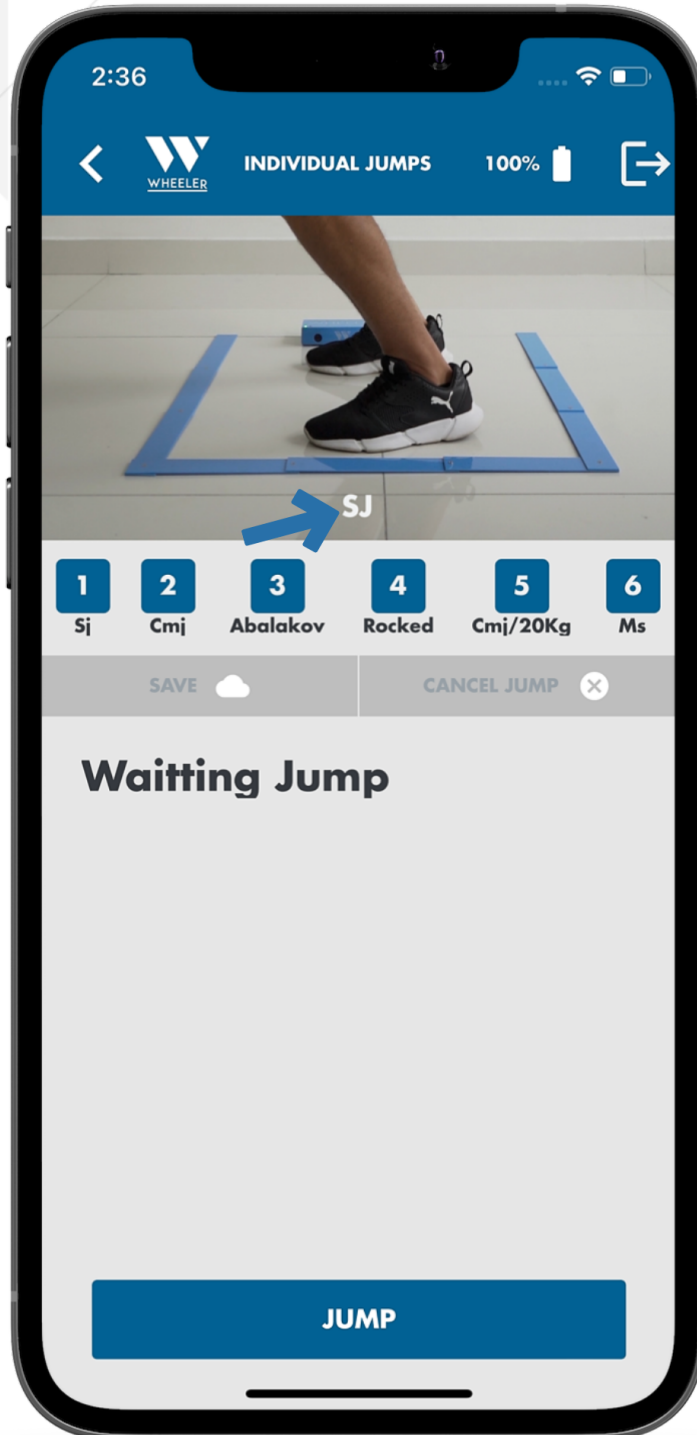 2:36
WHEELER
INDIVIDUAL JUMPS
100%
SJ
1 2 3 4 5 6
Sj Cmj Abalakov Rocked Cmj/20Kg Ms
SAVE CANCEL JUMP
Waitting Jump
JUMP